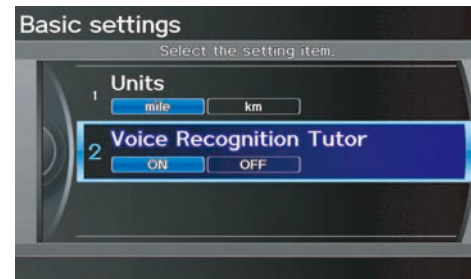 Basic settings
Select the setting item.
1 Units
mile km
2 Voice Recognition Tutor
ON OFF